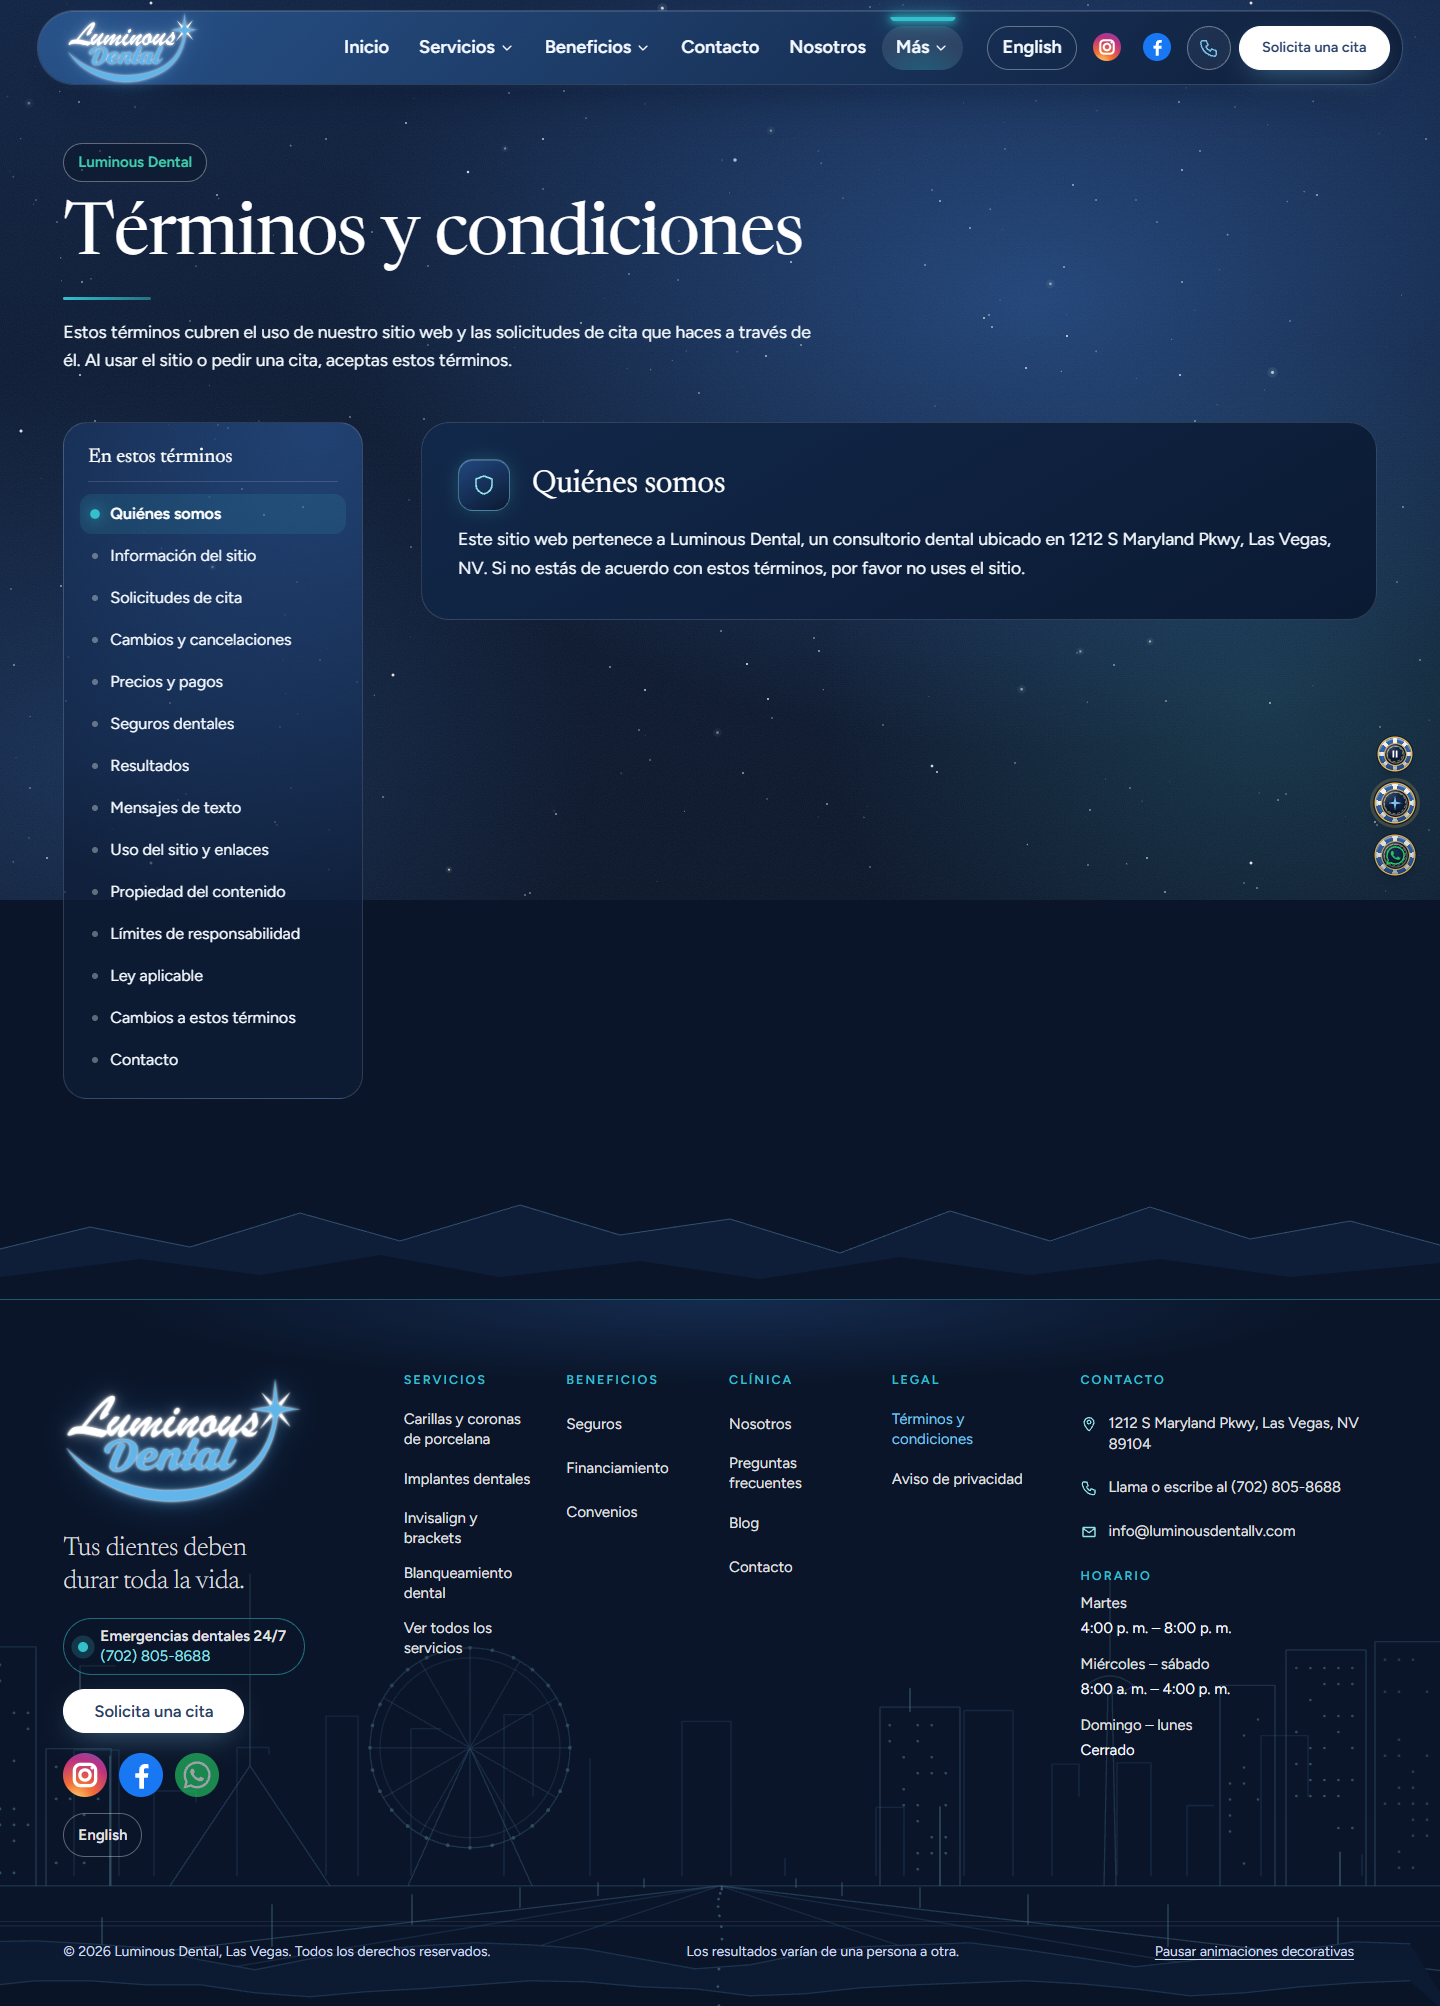 Luminous Dental
Inicio
Servicios
Beneficios
Contacto
Nosotros
Más
English
Solicita una cita
Luminous Dental
Términos y condiciones
Estos términos cubren el uso de nuestro sitio web y las solicitudes de cita que haces a través de
él. Al usar el sitio o pedir una cita, aceptas estos términos.
En estos términos
Quiénes somos
Información del sitio
Solicitudes de cita
Cambios y cancelaciones
Precios y pagos
Seguros dentales
Resultados
Mensajes de texto
Uso del sitio y enlaces
Propiedad del contenido
Límites de responsabilidad
Ley aplicable
Cambios a estos términos
Contacto
Quiénes somos
Este sitio web pertenece a Luminous Dental, un consultorio dental ubicado en 1212 S Maryland Pkwy, Las Vegas,
NV. Si no estás de acuerdo con estos términos, por favor no uses el sitio.
Luminous
Dental
Tus dientes deben
durar toda la vida.
Emergencias dentales 24/7
(702) 805-8688
Solicita una cita
English
SERVICIOS
Carillas y coronas
de porcelana
Implantes dentales
Invisalign y
brackets
Blanqueamiento
dental
Ver todos los
servicios
BENEFICIOS
Seguros
Financiamiento
Convenios
CLÍNICA
Nosotros
Preguntas
frecuentes
Blog
Contacto
LEGAL
Términos y
condiciones
Aviso de privacidad
CONTACTO
1212 S Maryland Pkwy, Las Vegas, NV
89104
Llama o escribe al (702) 805-8688
info@luminousdentallv.com
HORARIO
Martes
4:00 p. m. – 8:00 p. m.
Miércoles – sábado
8:00 a. m. – 4:00 p. m.
Domingo – lunes
Cerrado
© 2026 Luminous Dental, Las Vegas. Todos los derechos reservados.
Los resultados varían de una persona a otra.
Pausar animaciones decorativas